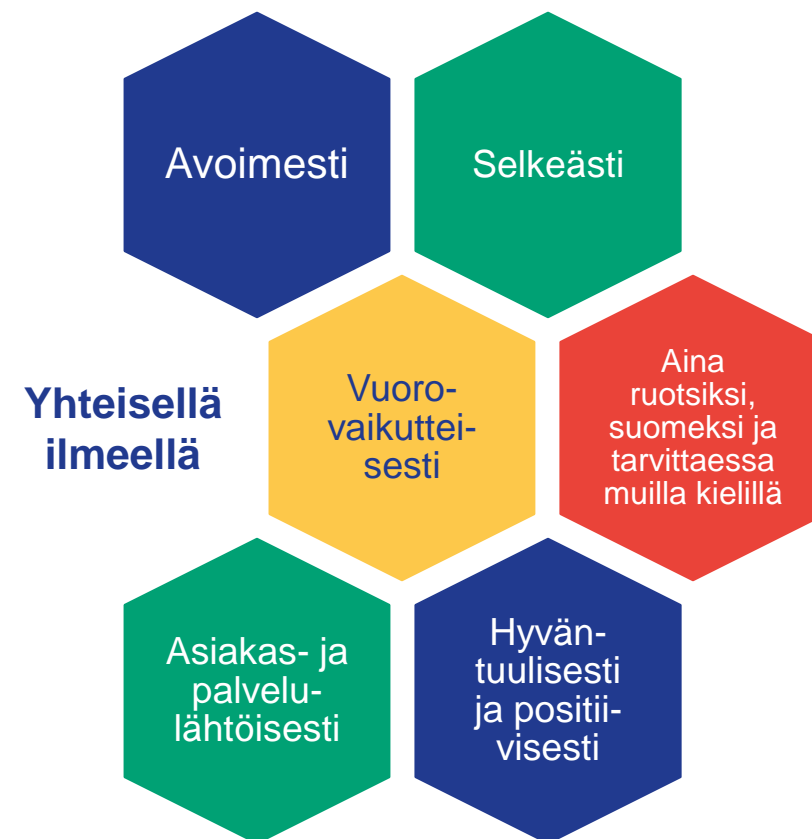 Avoimesti
Selkeästi
Yhteisellä
ilmeellä
Vuoro-
vaikuttei-
sesti
Aina
ruotsiksi,
suomeksi ja
tarvittaessa
muilla kielillä
Asiakas- ja
palvelu-
lähtöisesti
Hyvän-
tuulisesti
ja positii-
visesti